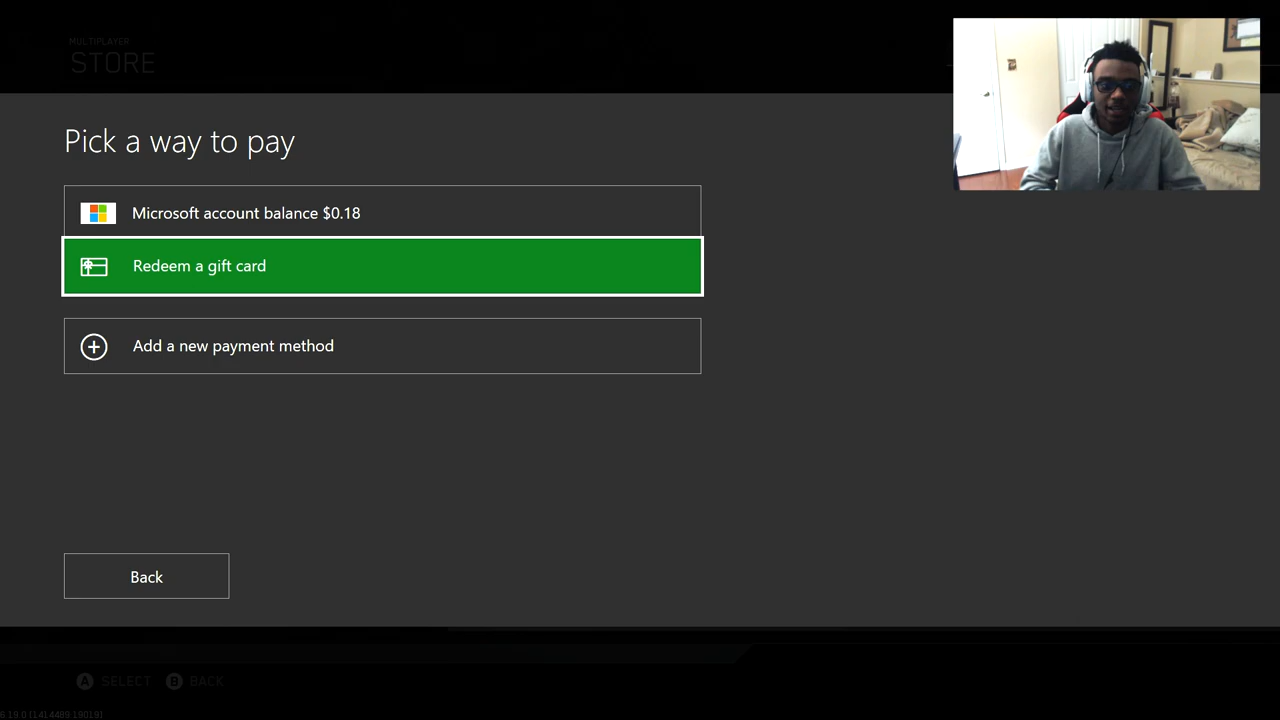 MULTIPLAYER
STORE
Pick a way to pay
Microsoft account balance $0.18
Redeem a gift card
Add a new payment method
Back
A SELECT B BACK